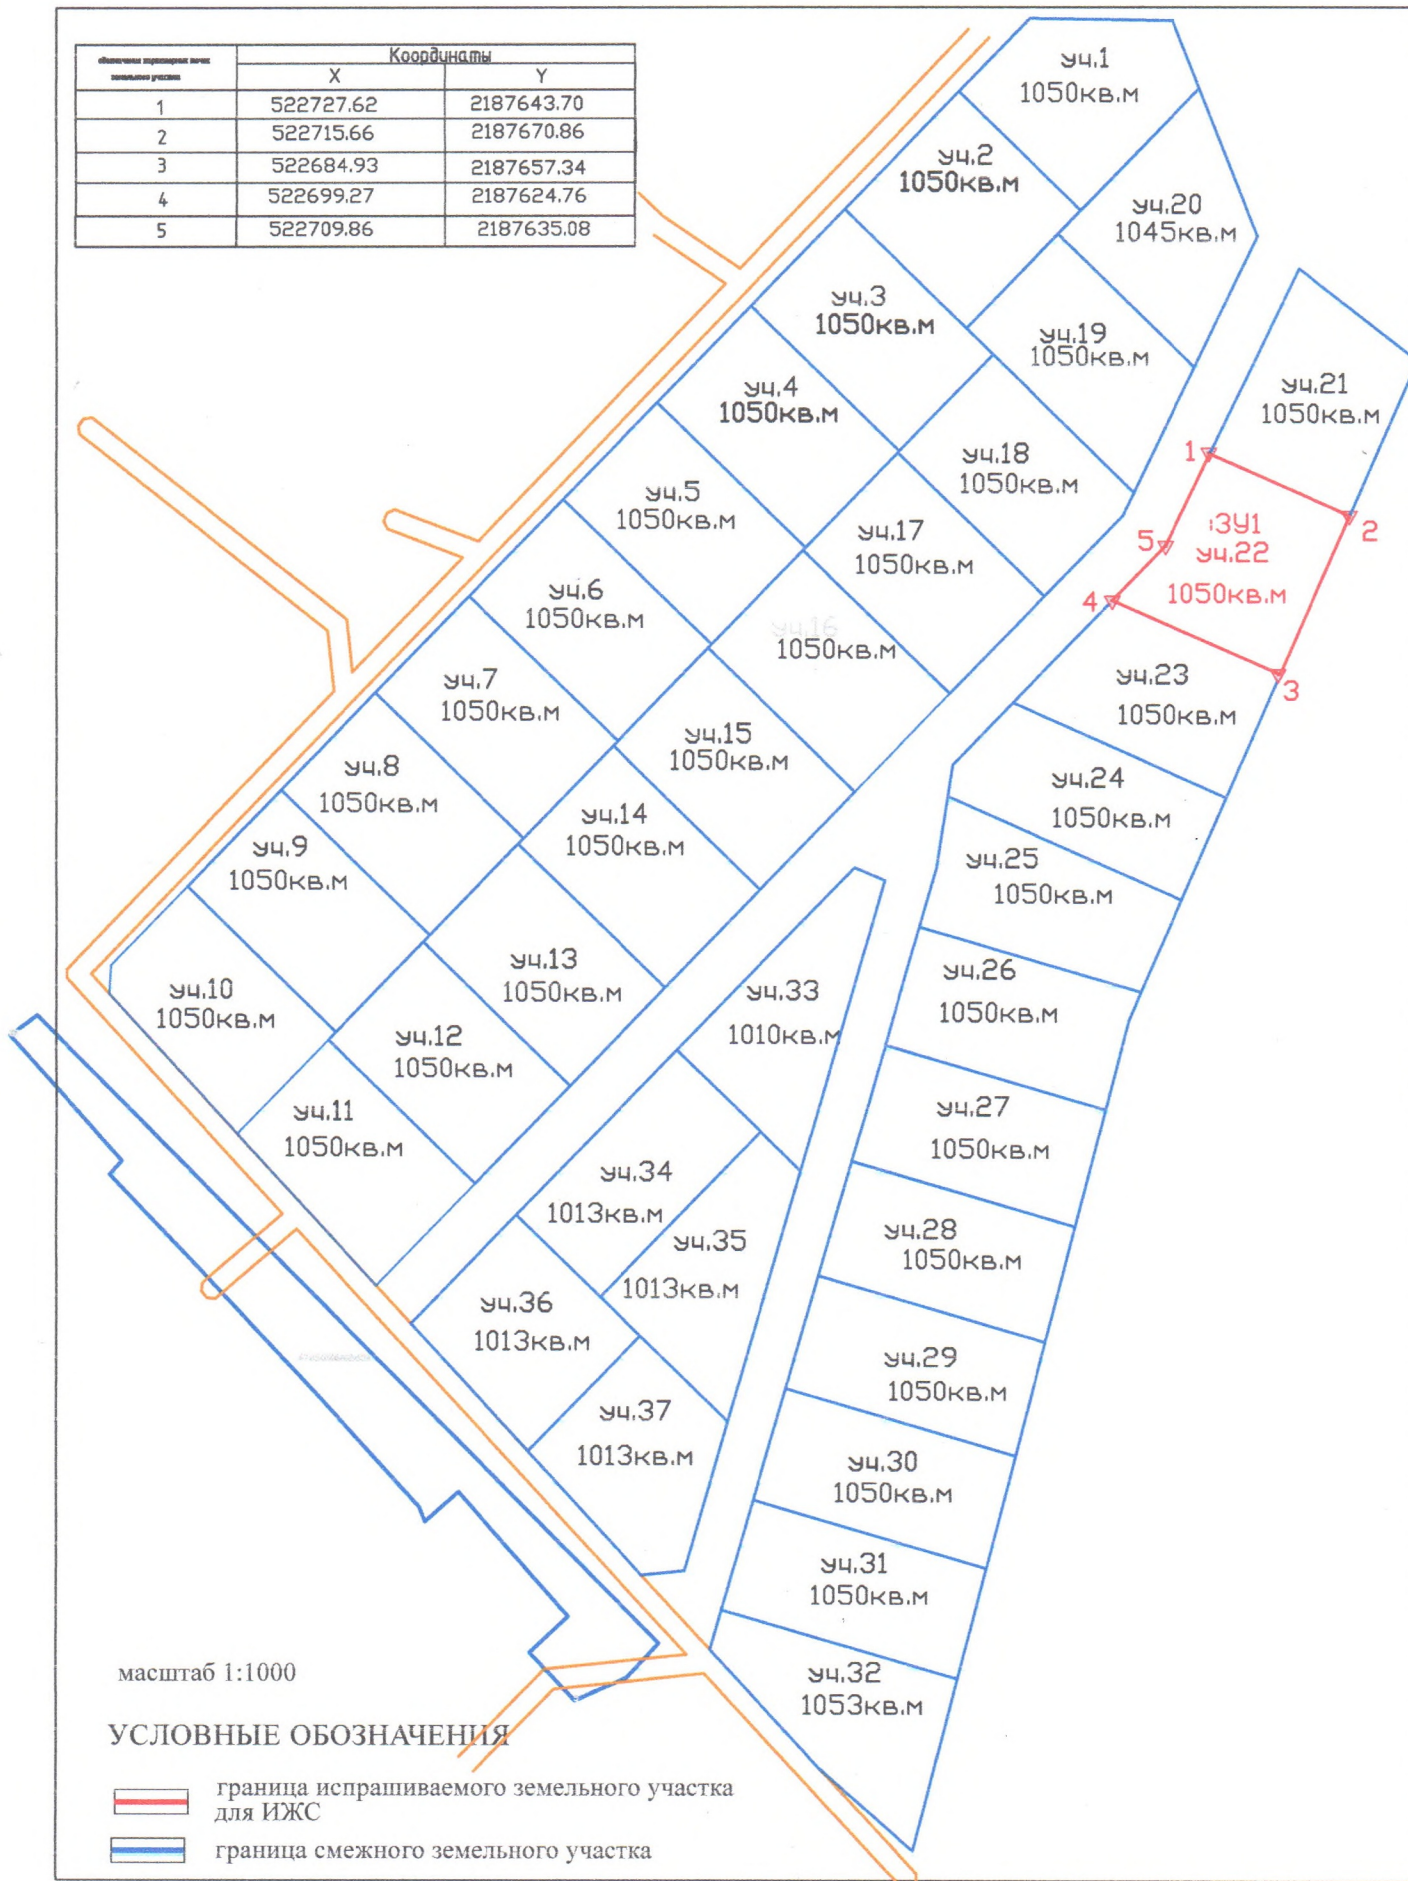 Координаты
X Y
1 522727.62 2187643.70
2 522715.66 2187670.86
3 522684.93 2187657.34
4 522699.27 2187624.76
5 522709.86 2187635.08
уч.1
1050кв.м
уч.2
1050кв.м
уч.20
1045кв.м
уч.3
1050кв.м
уч.19
1050кв.м
уч.4
1050кв.м
уч.21
1050кв.м
уч.18
1050кв.м
1
уч.5
1050кв.м
уч.17
1050кв.м
:ЗУ1
уч.22
1050кв.м
2
5
4
3
уч.6
1050кв.м
уч.16
1050кв.м
уч.23
1050кв.м
уч.7
1050кв.м
уч.15
1050кв.м
уч.8
1050кв.м
уч.24
1050кв.м
уч.14
1050кв.м
уч.9
1050кв.м
уч.25
1050кв.м
уч.13
1050кв.м
уч.26
1050кв.м
уч.10
1050кв.м
уч.33
1010кв.м
уч.12
1050кв.м
уч.11
1050кв.м
уч.27
1050кв.м
уч.34
1013кв.м
уч.35
1013кв.м
уч.28
1050кв.м
уч.36
1013кв.м
уч.29
1050кв.м
уч.37
1013кв.м
уч.30
1050кв.м
уч.31
1050кв.м
уч.32
1053кв.м
масштаб 1:1000
УСЛОВНЫЕ ОБОЗНАЧЕНИЯ
граница испрашиваемого земельного участка
для ИЖС
граница смежного земельного участка